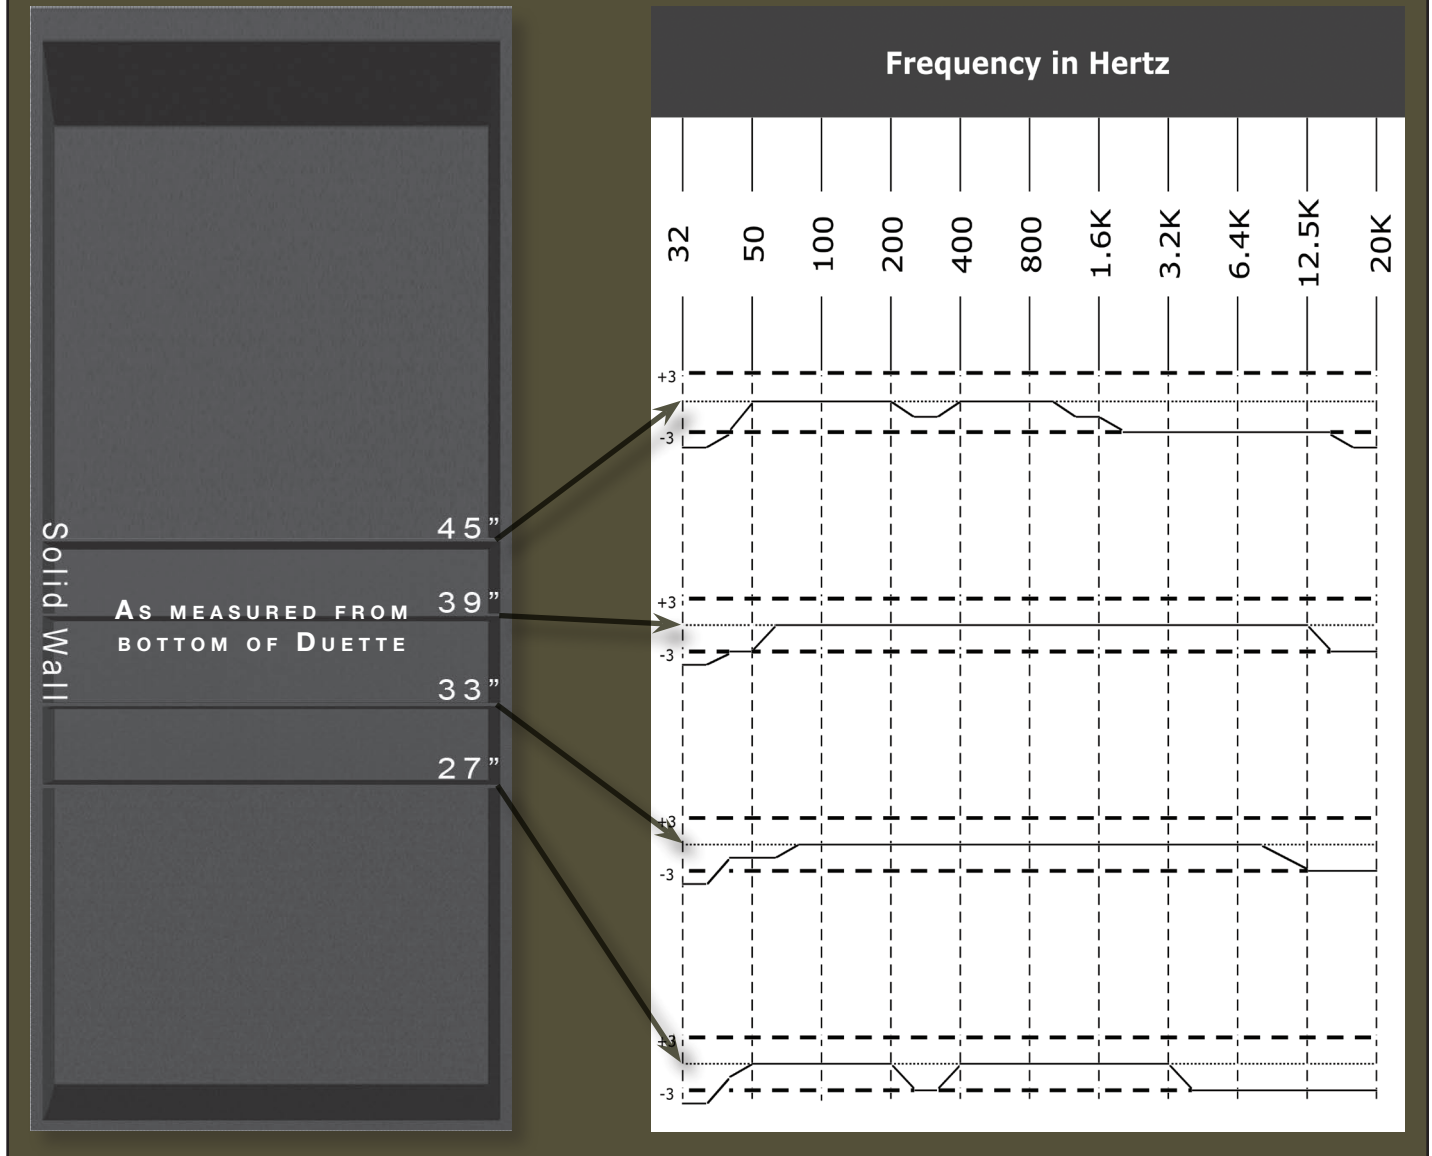 Frequency in Hertz
32 50 100 200 400 800 1.6K 3.2K 6.4K 12.5K 20K
+3
-3
45”
Solid Wall
39”
AS MEASURED FROM
BOTTOM OF DUETTE
33”
27”
+3
-3
+3
-3
+3
-3